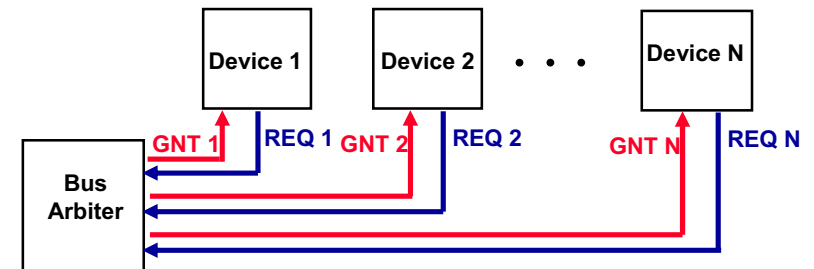 Device 1
Device 2
• • •
Device N
GNT 1
REQ 1
GNT 2
REQ 2
GNT N
REQ N
Bus
Arbiter